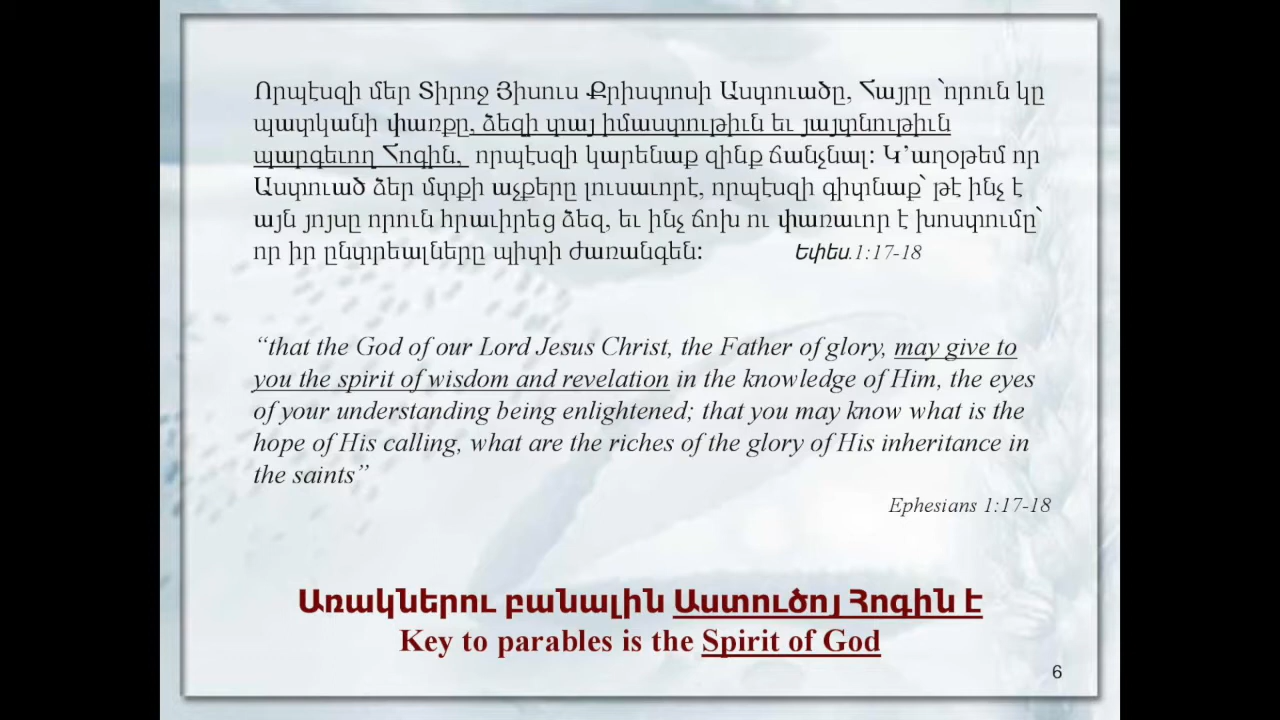 Որպէսզի մեր Տիրոջ Յիսուս Քրիստոսի Աստուածը, Հայրը `որուն կը
պատկանի փառքը, ձեզի տայ իմաստութիւն եւ յայտնութիւն
պարգեւող Հոգին, որպէսզի կարենաք զինք ճանչնալ: Կ’աղօթեմ որ
Աստուած ձեր մտքի աչքերը լուսաւորէ, որպէսզի գիտնաք` թէ ինչ է
այն յոյսը որուն հրաւիրեց ձեզ, եւ ինչ ճոխ ու փառաւոր է խոստումը`
որ իր ընտրեալները պիտի ժառանգեն: Եփես.1:17-18
“that the God of our Lord Jesus Christ, the Father of glory, may give to
you the spirit of wisdom and revelation in the knowledge of Him, the eyes
of your understanding being enlightened; that you may know what is the
hope of His calling, what are the riches of the glory of His inheritance in
the saints”
Ephesians 1:17-18
Առակներու բանալին Աստուծոյ Հոգին է
Key to parables is the Spirit of God
6